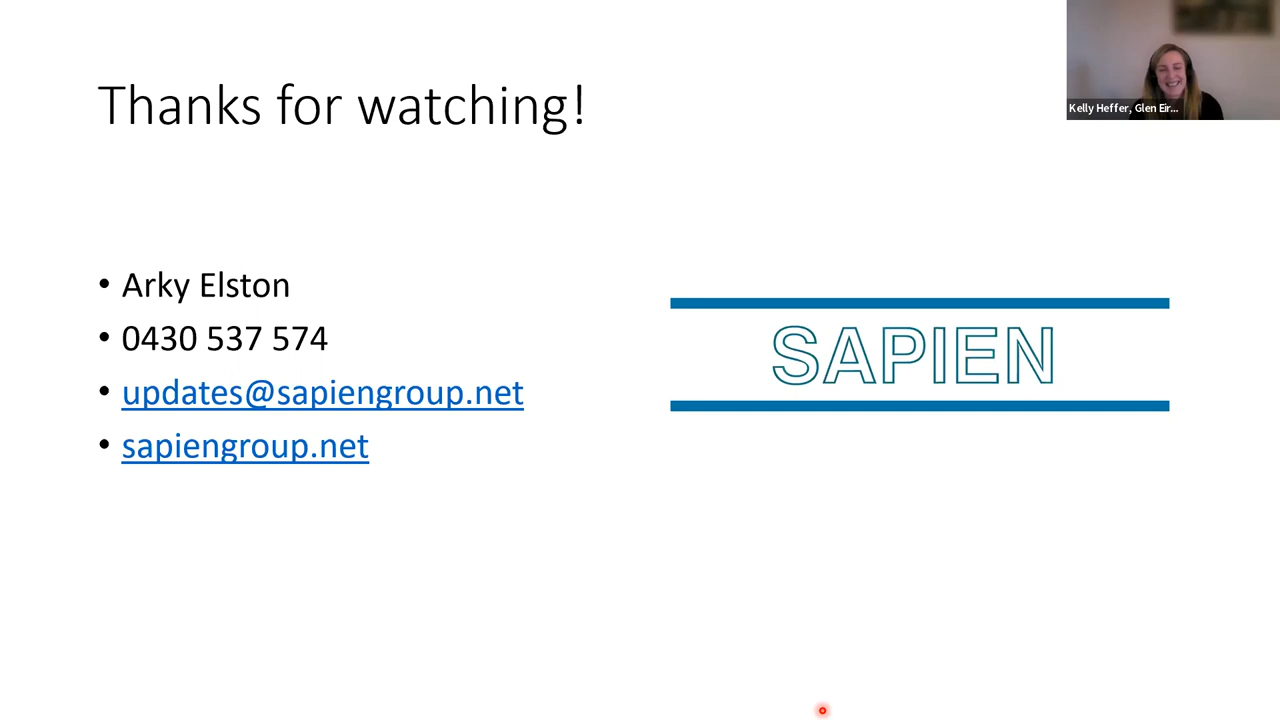 Thanks for watching!
Kelly Heffer, Glen Eir...
• Arky Elston
• 0430 537 574
• updates@sapiengroup.net
• sapiengroup.net
SAPIEN